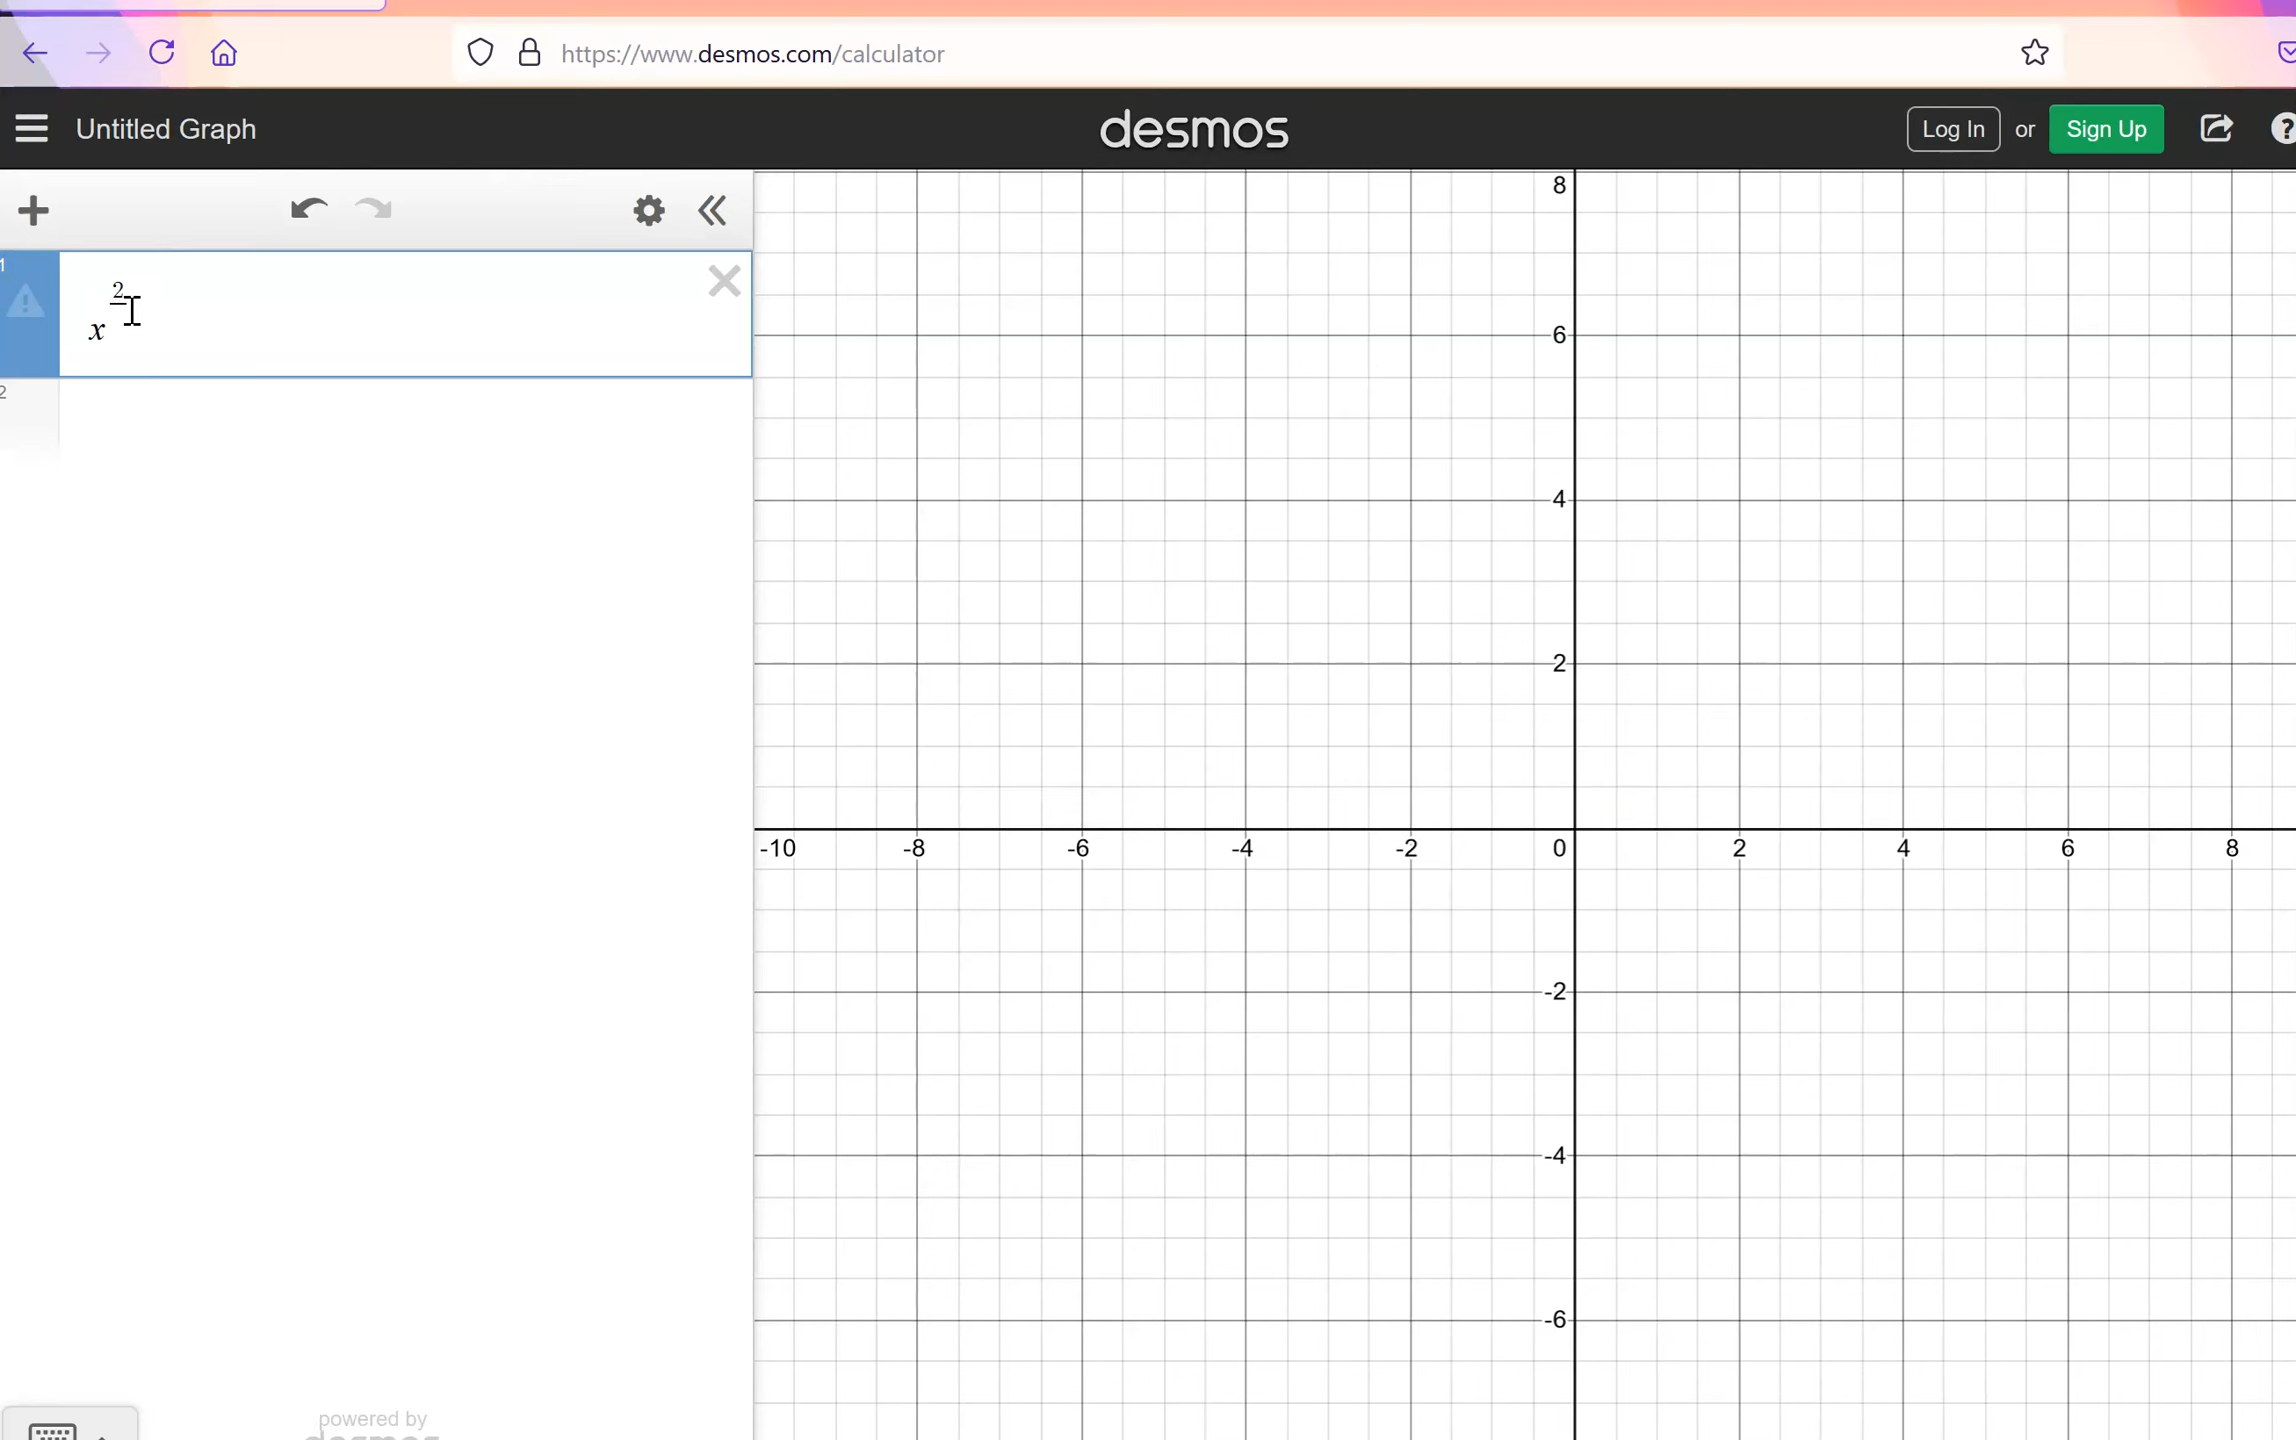 https://www.desmos.com/calculator
Untitled Graph
desmos
Log In or Sign Up
?
1
x^2/
2
8
6
4
2
-10 -8 -6 -4 -2 0 2 4 6 8
-2
-4
-6
powered by
desmos